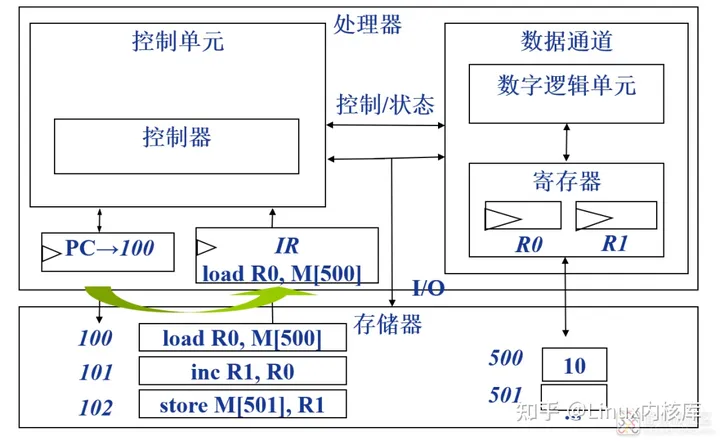 处理器
控制单元
控制器
控制/状态
数据通道
数字逻辑单元
寄存器
R0
R1
PC→100
IR
load R0, M[500]
I/O
存储器
100
load R0, M[500]
101
inc R1, R0
102
store M[501], R1
500
10
501
知乎 @Linux内核库